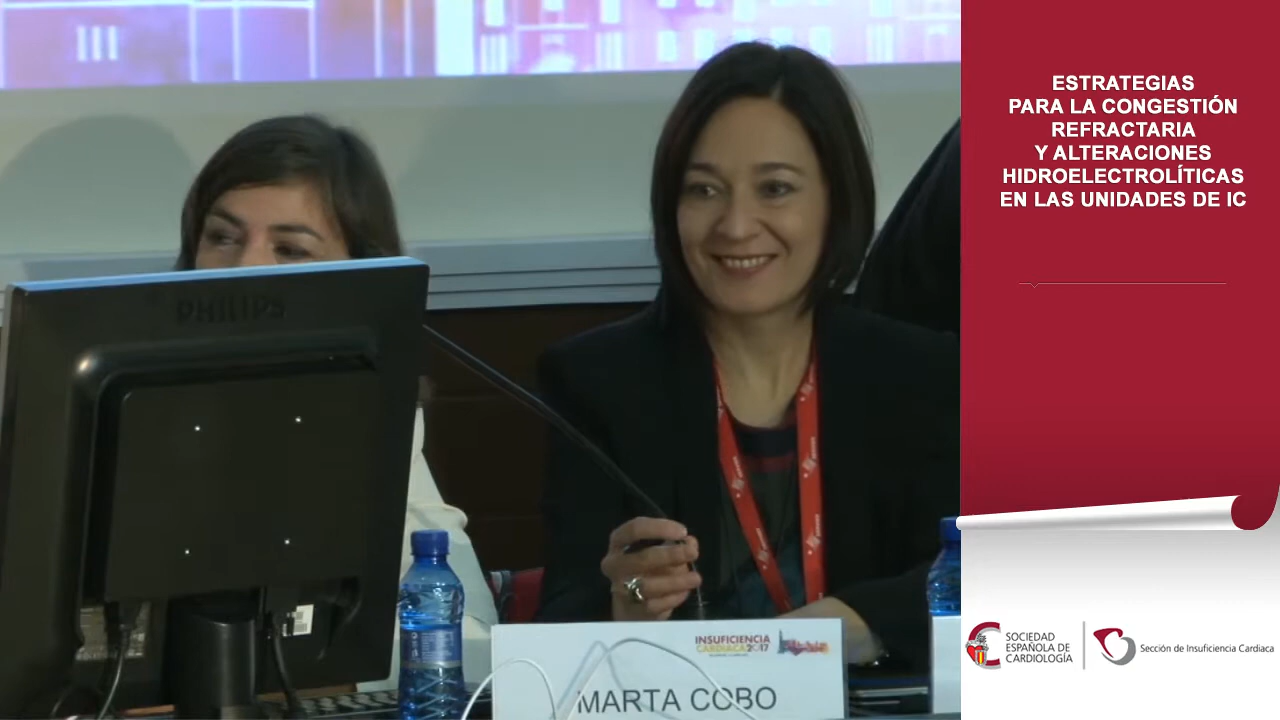 ESTRATEGIAS
PARA LA CONGESTIÓN
REFRACTARIA
Y ALTERACIONES
HIDROELECTROLÍTICAS
EN LAS UNIDADES DE IC
PHILIPS
INSUFICIENCIA
CARDIACA2017
MARTA COBO
SOCIEDAD
ESPAÑOLA DE
CARDIOLOGÍA
Sección de Insuficiencia Cardiaca